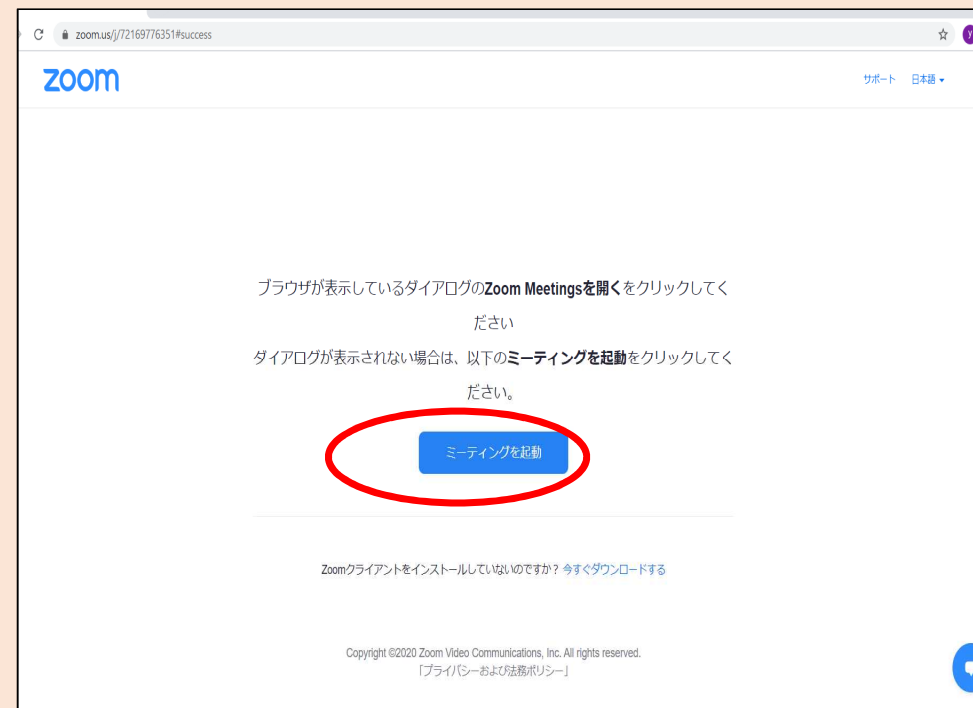 zoom.us/j/72169776351#success
y
zoom
サポート 日本語
ブラウザが表示しているダイアログのZoom Meetingsを開くをクリックしてく
ださい
ダイアログが表示されない場合は、以下のミーティングを起動をクリックしてく
ださい。
ミーティングを起動
Zoomクライアントをインストールしていないのですか？今すぐダウンロードする
Copyright ©2020 Zoom Video Communications, Inc. All rights reserved.
「プライバシーおよび法務ポリシー」